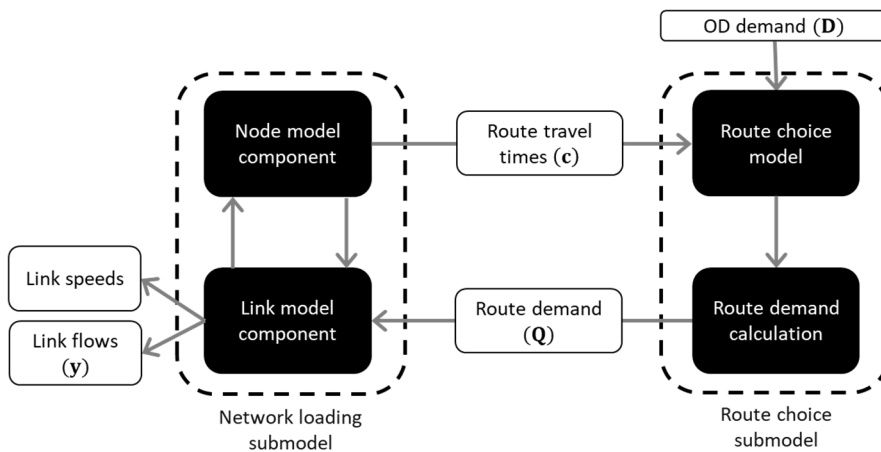 OD demand (D)
Node model
component
Route travel
times (c)
Route choice
model
Link speeds
Link flows
(y)
Link model
component
Route demand
(Q)
Route demand
calculation
Network loading
submodel
Route choice
submodel